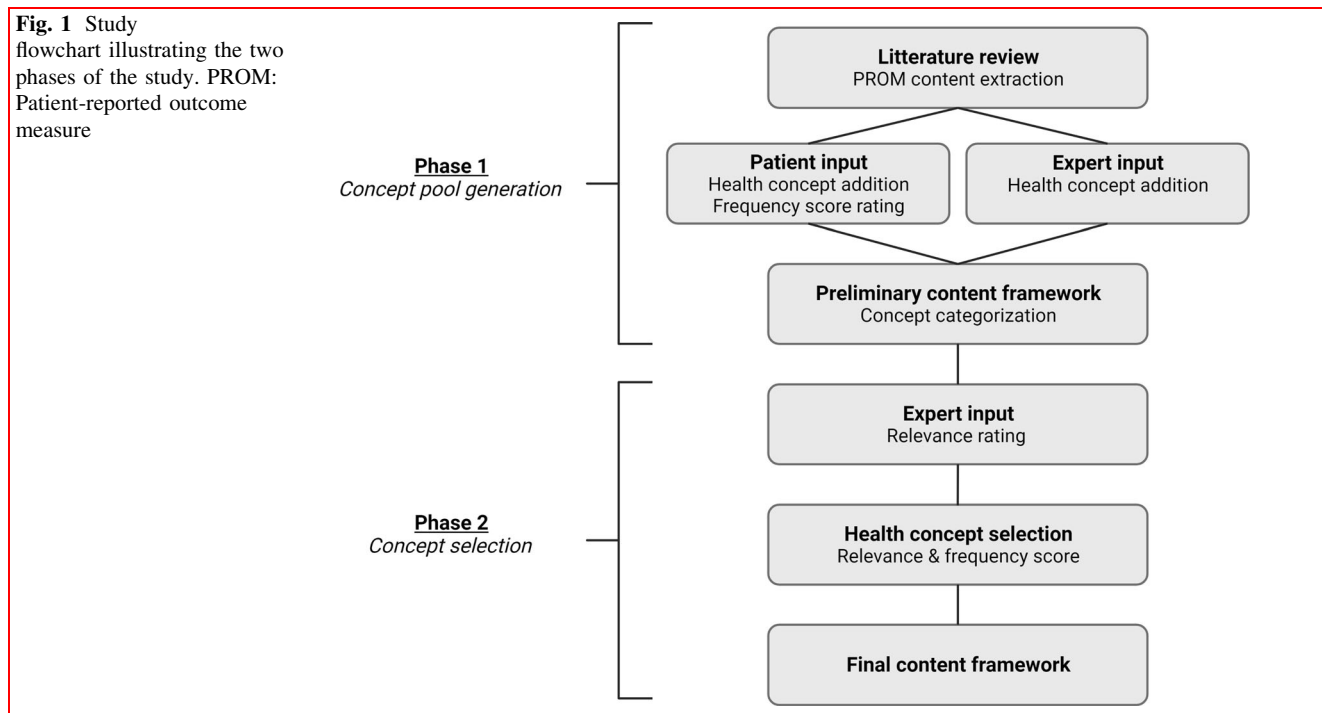 Fig. 1 Study
flowchart illustrating the two
phases of the study. PROM:
Patient-reported outcome
measure
Phase 1
Concept pool generation
Litterature review
PROM content extraction
Patient input
Health concept addition
Frequency score rating
Expert input
Health concept addition
Preliminary content framework
Concept categorization
Phase 2
Concept selection
Expert input
Relevance rating
Health concept selection
Relevance & frequency score
Final content framework